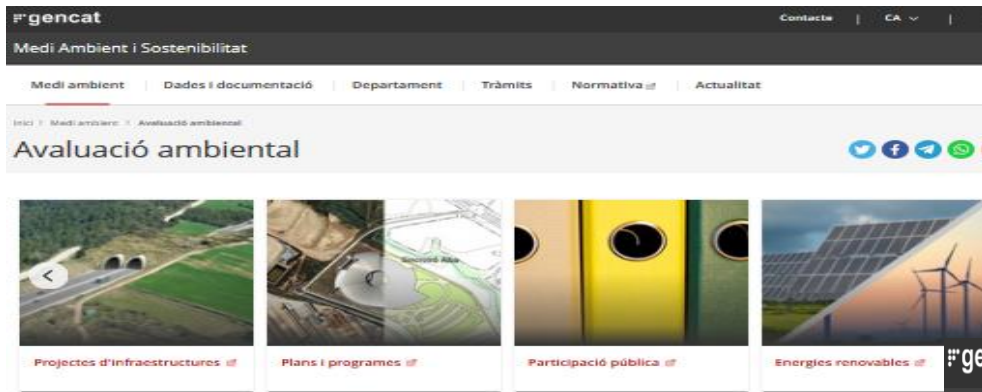 gencat
Contacte | CA |
Medi Ambient i Sostenibilitat
Medi ambient Dades i documentació Departament Tràmits Normativa Actualitat
Inici > Medi ambient > Avaluació ambiental
Avaluació ambiental
Projectes d'infraestructures
Plans i programes
Participació pública
Energies renovables